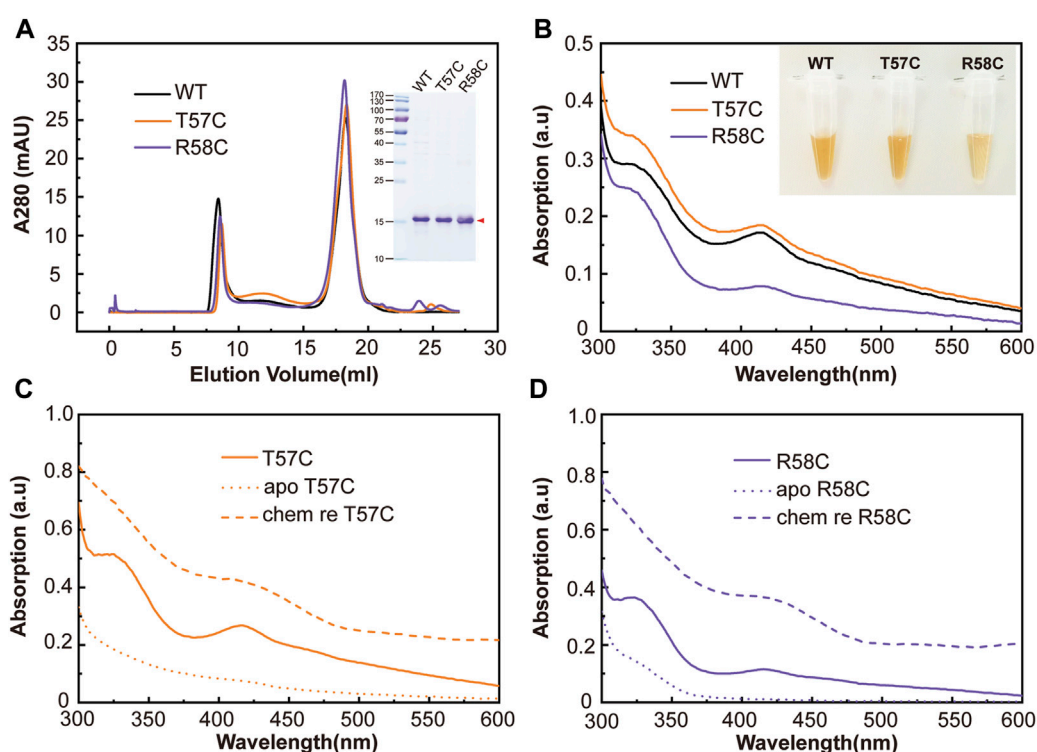 A
A280 (mAU)
35
30
25
20
15
10
5
0
WT
T57C
R58C
WT
T57C
R58C
170
130
100
70
55
40
35
25
15
10
0
5
10
15
20
25
30
Elution Volume(ml)
B
Absorption (a.u)
0.5
0.4
0.3
0.2
0.1
0
WT
T57C
R58C
WT T57C R58C
300 350 400 450 500 550 600
Wavelength(nm)
C
Absorption (a.u)
1.0
0.8
0.6
0.4
0.2
0
T57C
apo T57C
chem re T57C
300 350 400 450 500 550 600
Wavelength(nm)
D
Absorption (a.u)
1.0
0.8
0.6
0.4
0.2
0
R58C
apo R58C
chem re R58C
300 350 400 450 500 550 600
Wavelength(nm)